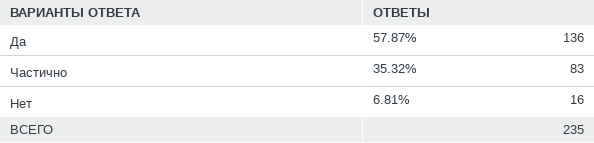 ВАРИАНТЫ ОТВЕТА ОТВЕТЫ
Да 57.87% 136
Частично 35.32% 83
Нет 6.81% 16
ВСЕГО 235